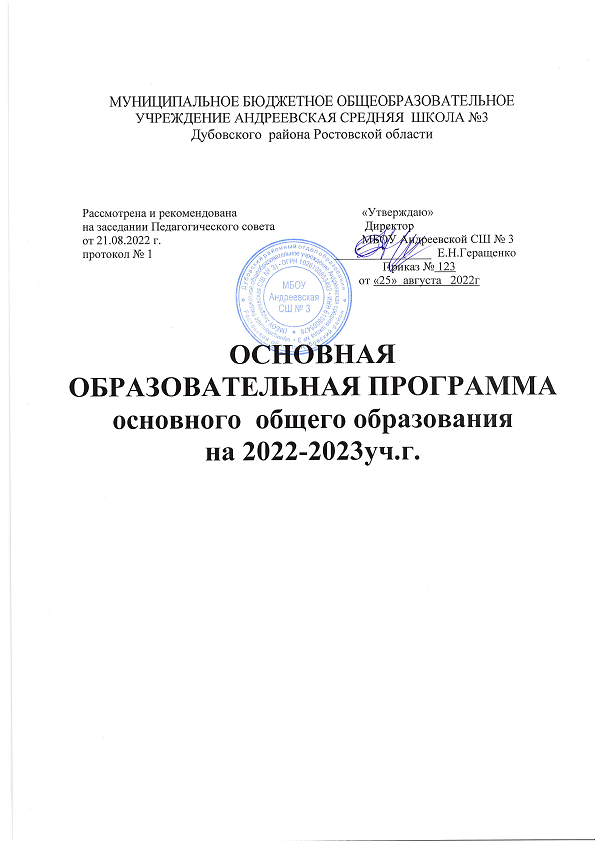 МУНИЦИПАЛЬНОЕ БЮДЖЕТНОЕ ОБЩЕОБРАЗОВАТЕЛЬНОЕ
УЧРЕЖДЕНИЕ АНДРЕЕВСКАЯ СРЕДНЯЯ ШКОЛА №3
Дубовского района Ростовской области
Рассмотрена и рекомендована
на заседании Педагогического совета
от 21.08.2022 г.
протокол № 1
«Утверждаю»
Директор
МБОУ Андреевской СШ № 3
Е.Н.Геращенко
Приказ № 123
от «25» августа 2022г
МБОУ
Андреевская
СШ № 3
ОСНОВНАЯ
ОБРАЗОВАТЕЛЬНАЯ ПРОГРАММА
основного общего образования
на 2022-2023уч.г.